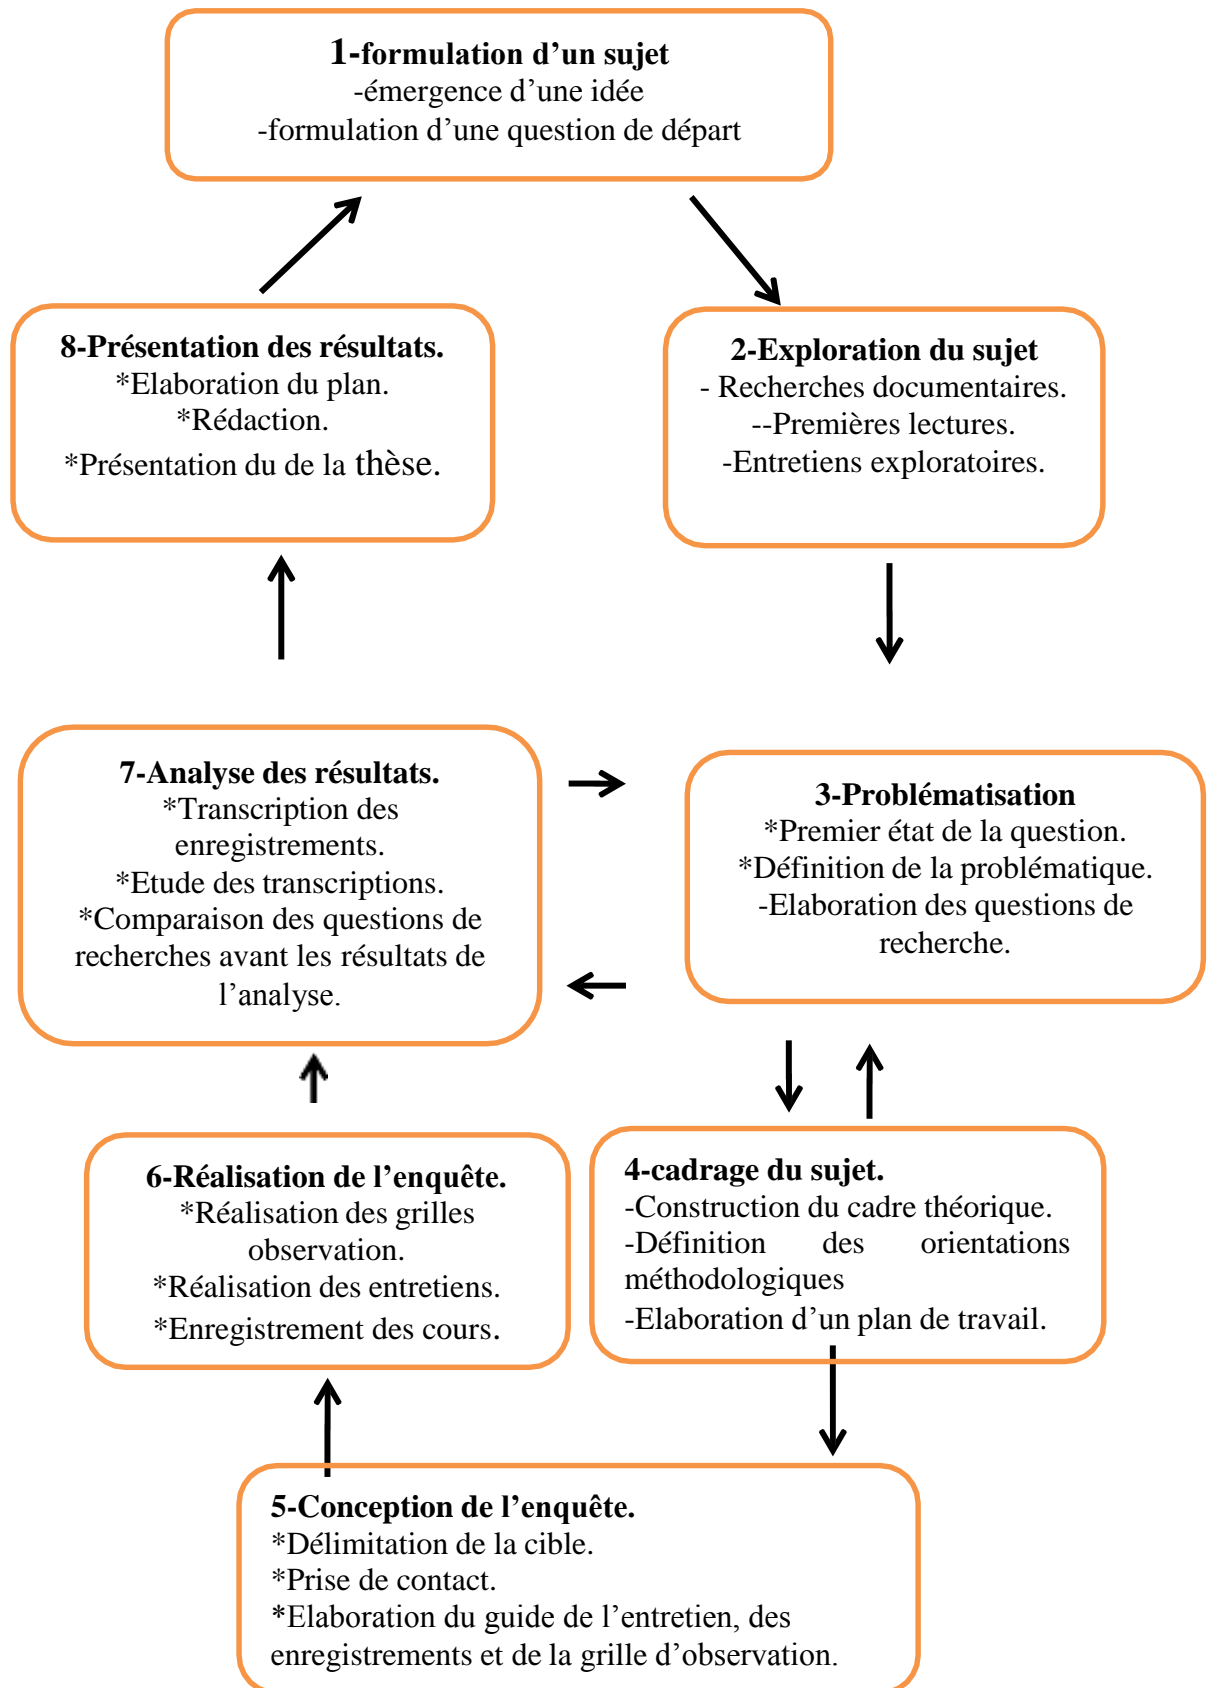 1-formulation d’un sujet
-émergence d’une idée
-formulation d’une question de départ
2-Exploration du sujet
- Recherches documentaires.
--Premières lectures.
-Entretiens exploratoires.
3-Problématisation
*Premier état de la question.
*Définition de la problématique.
-Elaboration des questions de
recherche.
4-cadrage du sujet.
-Construction du cadre théorique.
-Définition des orientations
méthodologiques
-Elaboration d’un plan de travail.
5-Conception de l’enquête.
*Délimitation de la cible.
*Prise de contact.
*Elaboration du guide de l’entretien, des
enregistrements et de la grille d’observation.
6-Réalisation de l’enquête.
*Réalisation des grilles
observation.
*Réalisation des entretiens.
*Enregistrement des cours.
7-Analyse des résultats.
*Transcription des
enregistrements.
*Etude des transcriptions.
*Comparaison des questions de
recherches avant les résultats de
l’analyse.
8-Présentation des résultats.
*Elaboration du plan.
*Rédaction.
*Présentation du de la thèse.